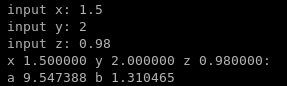 input x: 1.5
input y: 2
input z: 0.98
x 1.500000 y 2.000000 z 0.980000:
a 9.547388 b 1.310465